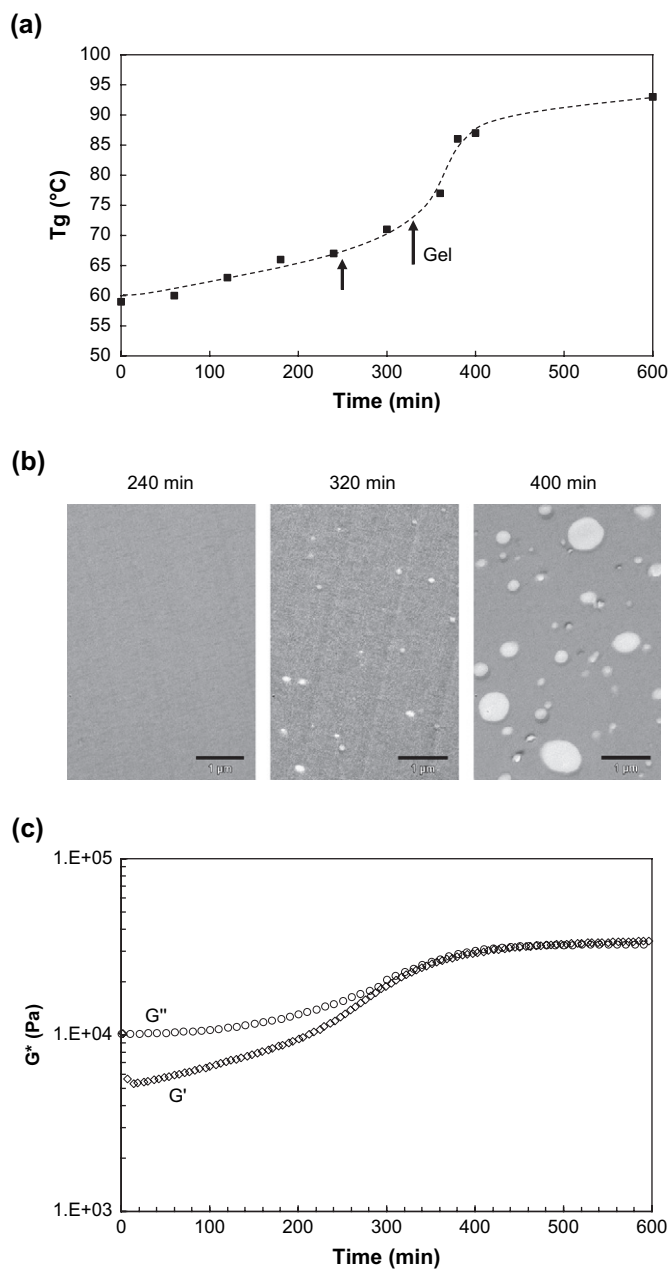 (a)
100
95
90
85
80
75
70
65
60
55
50
Tg (°C)
Gel
0 100 200 300 400 500 600
Time (min)
(b)
240 min 320 min 400 min
1 µm 1 µm 1 µm
(c)
1.E+05
1.E+04
1.E+03
G* (Pa)
G"
G'
0 100 200 300 400 500 600
Time (min)